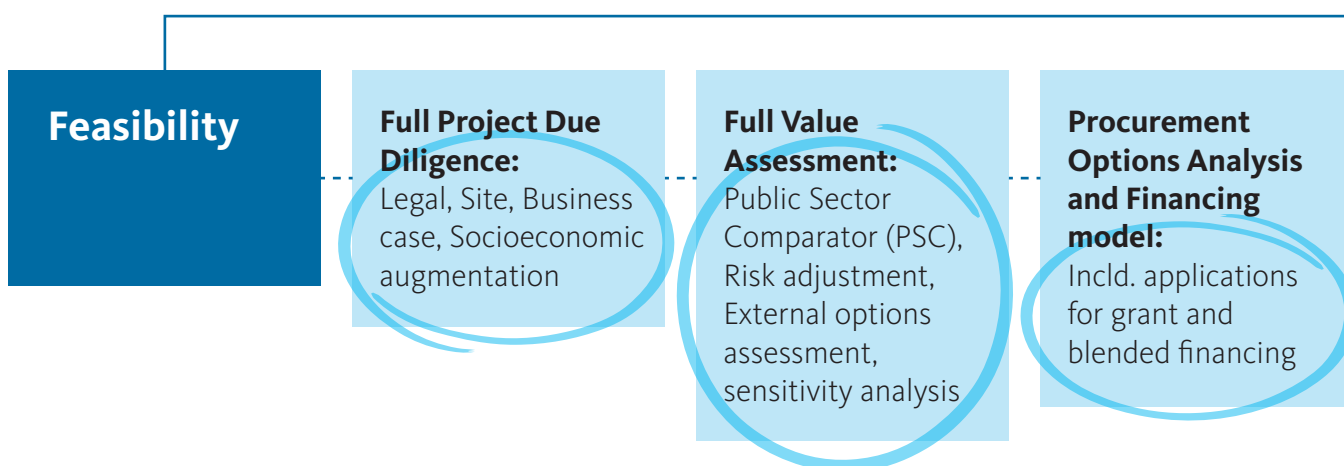 Feasibility
Full Project Due
Diligence:
Legal, Site, Business
case, Socioeconomic
augmentation
Full Value
Assessment:
Public Sector
Comparator (PSC),
Risk adjustment,
External options
assessment,
sensitivity analysis
Procurement
Options Analysis
and Financing
model:
Incld. applications
for grant and
blended financing